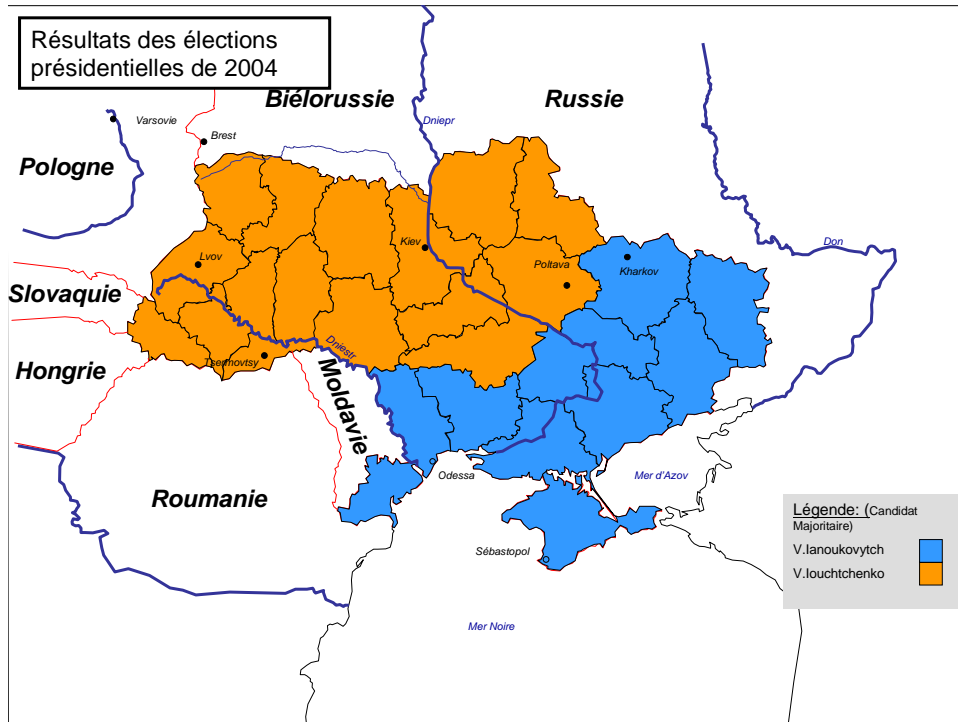 Résultats des élections
présidentielles de 2004
Biélorussie
Russie
Varsovie
Dniepr
Brest
Pologne
Kiev
Don
Lvov
Poltava
Kharkov
Slovaquie
Dniestr
Tsernovtsy
Hongrie
Moldavie
Odessa
Mer d'Azov
Roumanie
Légende: (Candidat
Majoritaire)
V.Ianoukovytch
V.Iouchtchenko
Sébastopol
Mer Noire